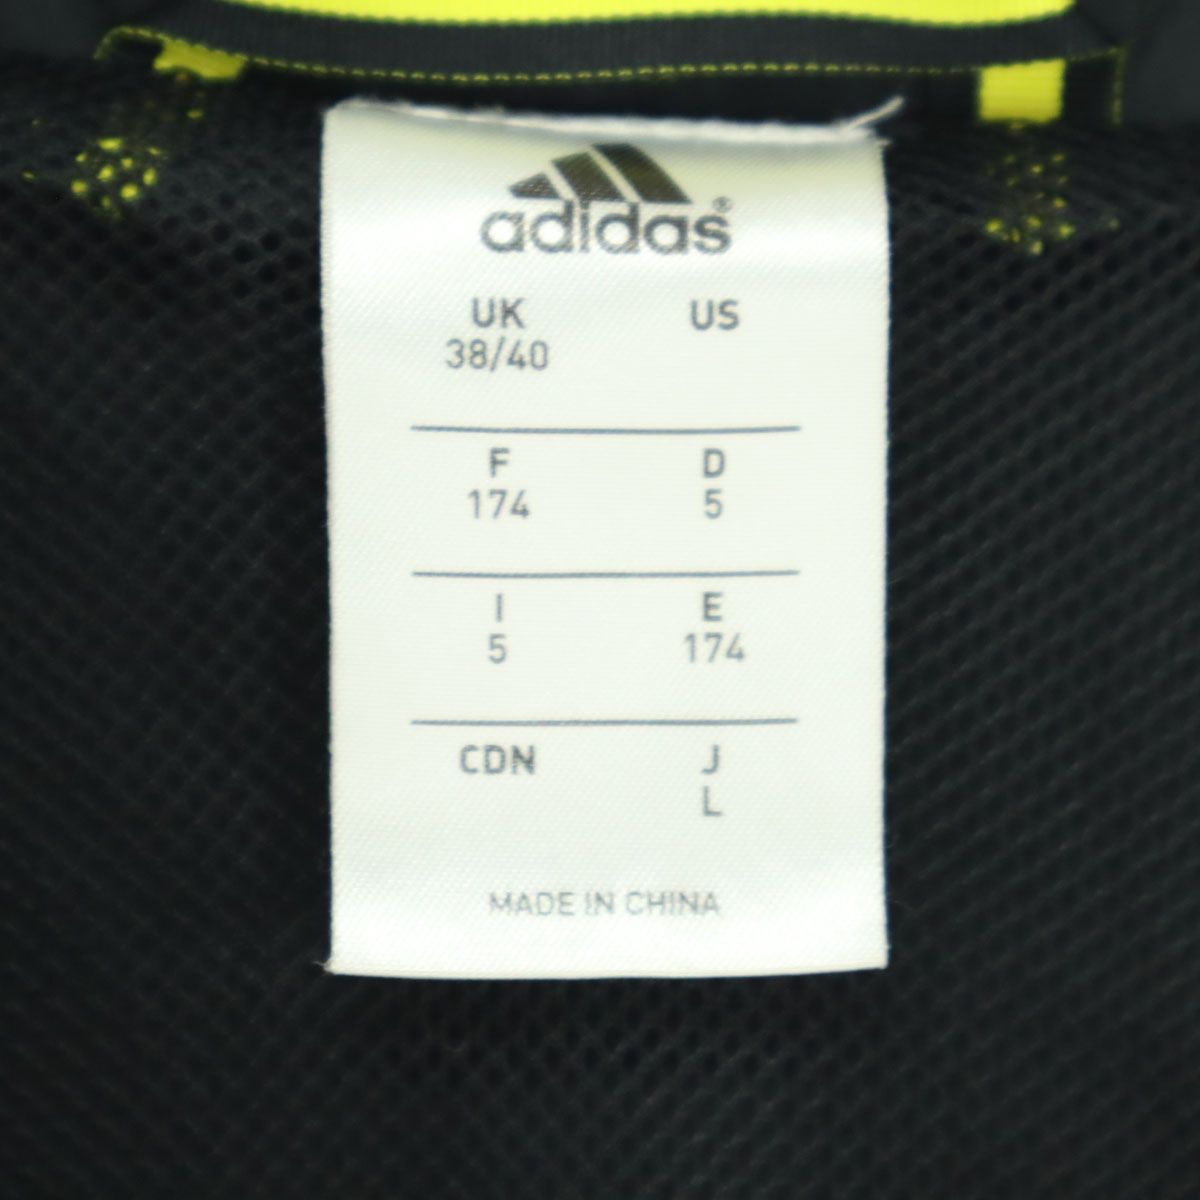 adidas®
UK US
38/40
F D
174 5
I E
5 174
CDN J
L
MADE IN CHINA